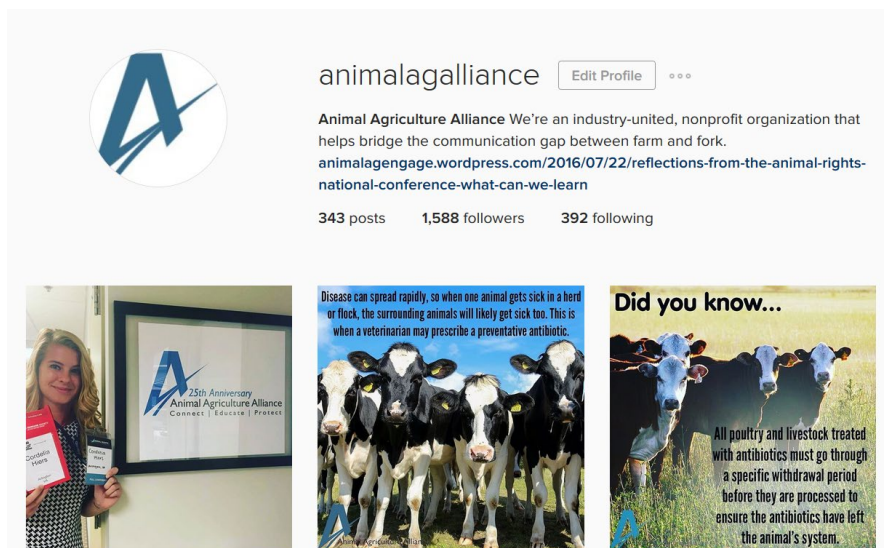 animalagalliance Edit Profile
Animal Agriculture Alliance We're an industry-united, nonprofit organization that
helps bridge the communication gap between farm and fork.
animalagengage.wordpress.com/2016/07/22/reflections-from-the-animal-rights-
national-conference-what-can-we-learn
343 posts 1,588 followers 392 following
25th Anniversary
Animal Agriculture Alliance
Connect | Educate | Protect
Cordelia
Hiers
Cordelia
Hiers
Disease can spread rapidly, so when one animal gets sick in a herd
or flock, the surrounding animals will likely get sick too. This is
when a veterinarian may prescribe a preventative antibiotic.
Animal Agriculture Allian
Did you know...
All poultry and livestock treated
with antibiotics must go through
a specific withdrawal period
before they are processed to
ensure the antibiotics have left
the animal's system.